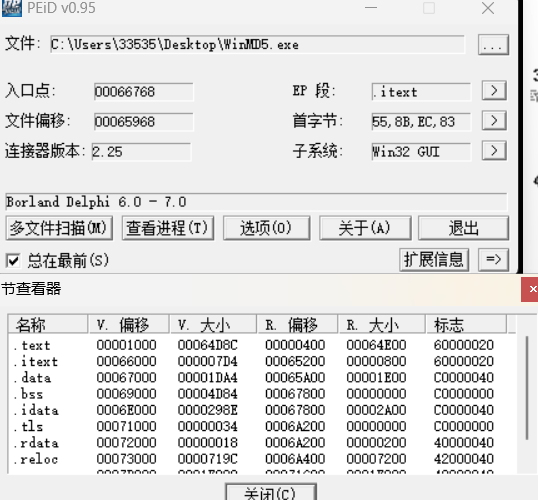 PEiD v0.95
文件: C:\Users\33535\Desktop\WinMD5.exe ...
入口点: 00066768 EP 段: .itext >
文件偏移: 00065968 首字节: 55,8B,EC,83 >
连接器版本: 2.25 子系统: Win32 GUI >
Borland Delphi 6.0 - 7.0
多文件扫描(M) 查看进程(T) 选项(O) 关于(A) 退出
总在最前(S) 扩展信息 =>
节查看器
名称 V. 偏移 V. 大小 R. 偏移 R. 大小 标志
.text 00001000 00064D8C 00000400 00064E00 60000020
.itext 00066000 000007D4 00065200 00000800 60000020
.data 00067000 00001DA4 00065A00 00001E00 C0000040
.bss 00069000 00004D84 00067800 00000000 C0000000
.idata 0006E000 0000298E 00067800 00002A00 C0000040
.tls 00071000 00000034 0006A200 00000000 C0000000
.rdata 00072000 00000018 0006A200 00000200 40000040
.reloc 00073000 0000719C 0006A400 00007200 42000040
关闭(C)